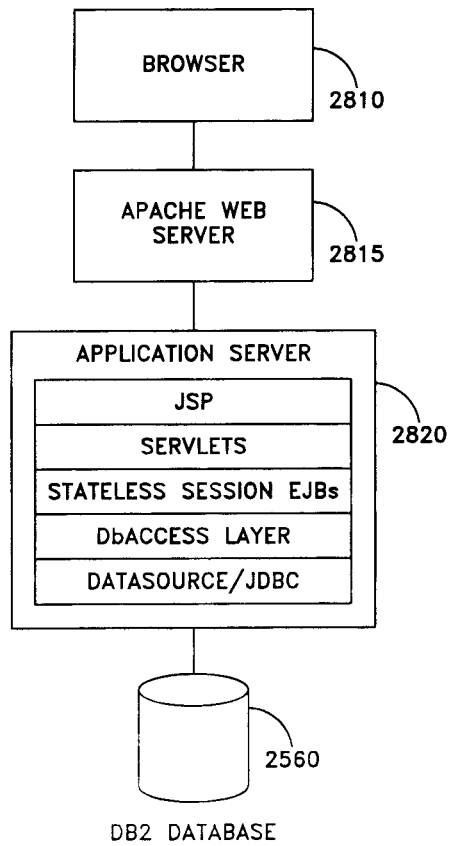 BROWSER
2810
APACHE WEB
SERVER
2815
APPLICATION SERVER
JSP
2820
SERVLETS
STATELESS SESSION EJBs
DbACCESS LAYER
DATASOURCE/JDBC
2560
DB2 DATABASE